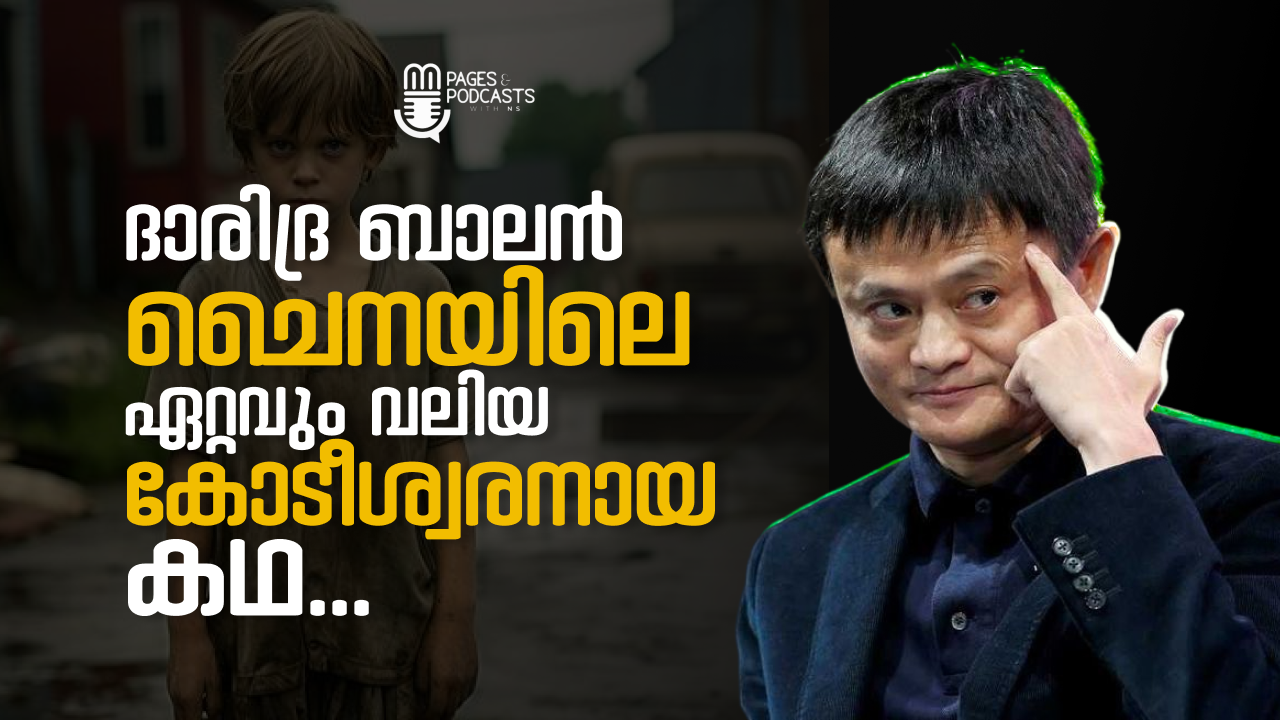 PAGES &
PODCASTS
WITH NS
ദാരിദ്ര ബാലൻ
ചൈനയിലെ
ഏറ്റവും വലിയ
കോടീശ്വരനായ
കഥ...